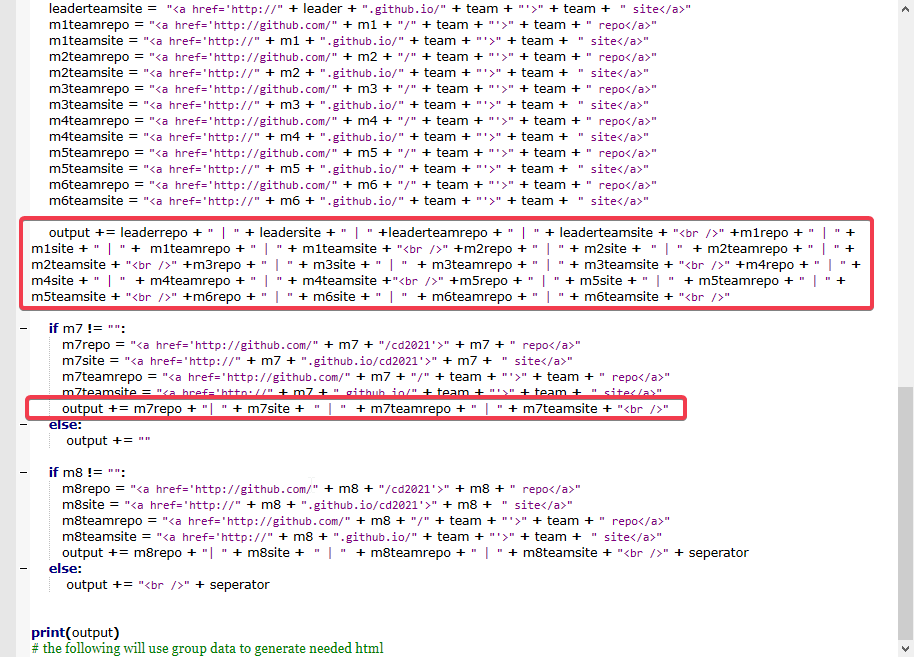 leaderteamsite =  "<a href='http://" + leader + ".github.io/" + team + "'>" + team +  " site</a>"
m1teamrepo = "<a href='http://github.com/" + m1 + "/" + team + "'>" + team + " repo</a>"
m1teamsite = "<a href='http://" + m1 + ".github.io/" + team + "'>" + team +  " site</a>"
m2teamrepo = "<a href='http://github.com/" + m2 + "/" + team + "'>" + team + " repo</a>"
m2teamsite = "<a href='http://" + m2 + ".github.io/" + team + "'>" + team +  " site</a>"
m3teamrepo = "<a href='http://github.com/" + m3 + "/" + team + "'>" + team + " repo</a>"
m3teamsite = "<a href='http://" + m3 + ".github.io/" + team + "'>" + team +  " site</a>"
m4teamrepo = "<a href='http://github.com/" + m4 + "/" + team + "'>" + team + " repo</a>"
m4teamsite = "<a href='http://" + m4 + ".github.io/" + team + "'>" + team +  " site</a>"
m5teamrepo = "<a href='http://github.com/" + m5 + "/" + team + "'>" + team + " repo</a>"
m5teamsite = "<a href='http://" + m5 + ".github.io/" + team + "'>" + team +  " site</a>"
m6teamrepo = "<a href='http://github.com/" + m6 + "/" + team + "'>" + team + " repo</a>"
m6teamsite = "<a href='http://" + m6 + ".github.io/" + team + "'>" + team +  " site</a>"
output += leaderrepo + " | " + leadersite + " | " +leaderteamrepo + " | " + leaderteamsite + "<br />" +m1repo + " | " +
m1site + " | " +  m1teamrepo + " | " + m1teamsite + "<br />" +m2repo + " | " + m2site +  " | " + m2teamrepo + " | " +
m2teamsite + "<br />" +m3repo + " | " + m3site + " | "  + m3teamrepo + " | " + m3teamsite + "<br />" +m4repo + " | " +
m4site + " | "  + m4teamrepo + " | " + m4teamsite +"<br />" +m5repo + " | " + m5site + " | "  + m5teamrepo + " | " +
m5teamsite + "<br />" +m6repo + " | " + m6site + " | "  + m6teamrepo + " | " + m6teamsite + "<br />"
if m7 != "":
m7repo = "<a href='http://github.com/" + m7 + "/cd2021'>" + m7 + " repo</a>"
m7site = "<a href='http://" + m7 + ".github.io/cd2021'>" + m7 +  " site</a>"
m7teamrepo = "<a href='http://github.com/" + m7 + "/" + team + "'>" + team + " repo</a>"
m7teamsite = "<a href='http://" + m7 + ".github.io/" + team + "'>" + team +  " site</a>"
output += m7repo + "| " + m7site +  " | "  + m7teamrepo + " | " + m7teamsite + "<br />"
else:
output += ""
if m8 != "":
m8repo = "<a href='http://github.com/" + m8 + "/cd2021'>" + m8 + " repo</a>"
m8site = "<a href='http://" + m8 + ".github.io/cd2021'>" + m8 +  " site</a>"
m8teamrepo = "<a href='http://github.com/" + m8 + "/" + team + "'>" + team + " repo</a>"
m8teamsite = "<a href='http://" + m8 + ".github.io/" + team + "'>" + team +  " site</a>"
output += m8repo + "| " + m8site +  " | "  + m8teamrepo + " | " + m8teamsite + "<br />" + seperator
else:
output += "<br />" + seperator
print(output)
# the following will use group data to generate needed html